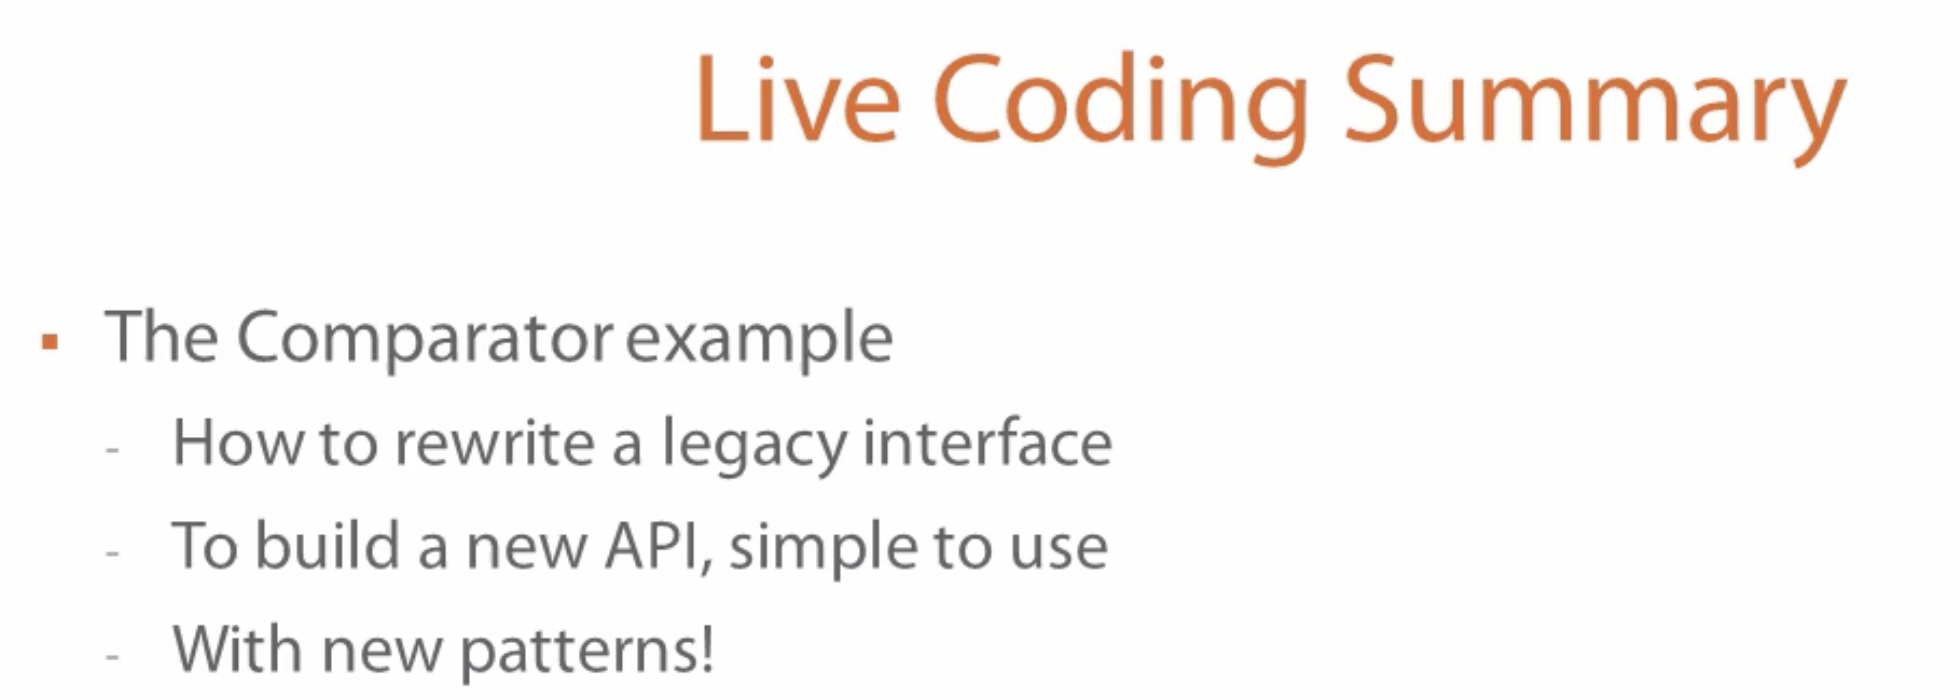 Live Coding Summary
▪ The Comparator example
- How to rewrite a legacy interface
- To build a new API, simple to use
- With new patterns!